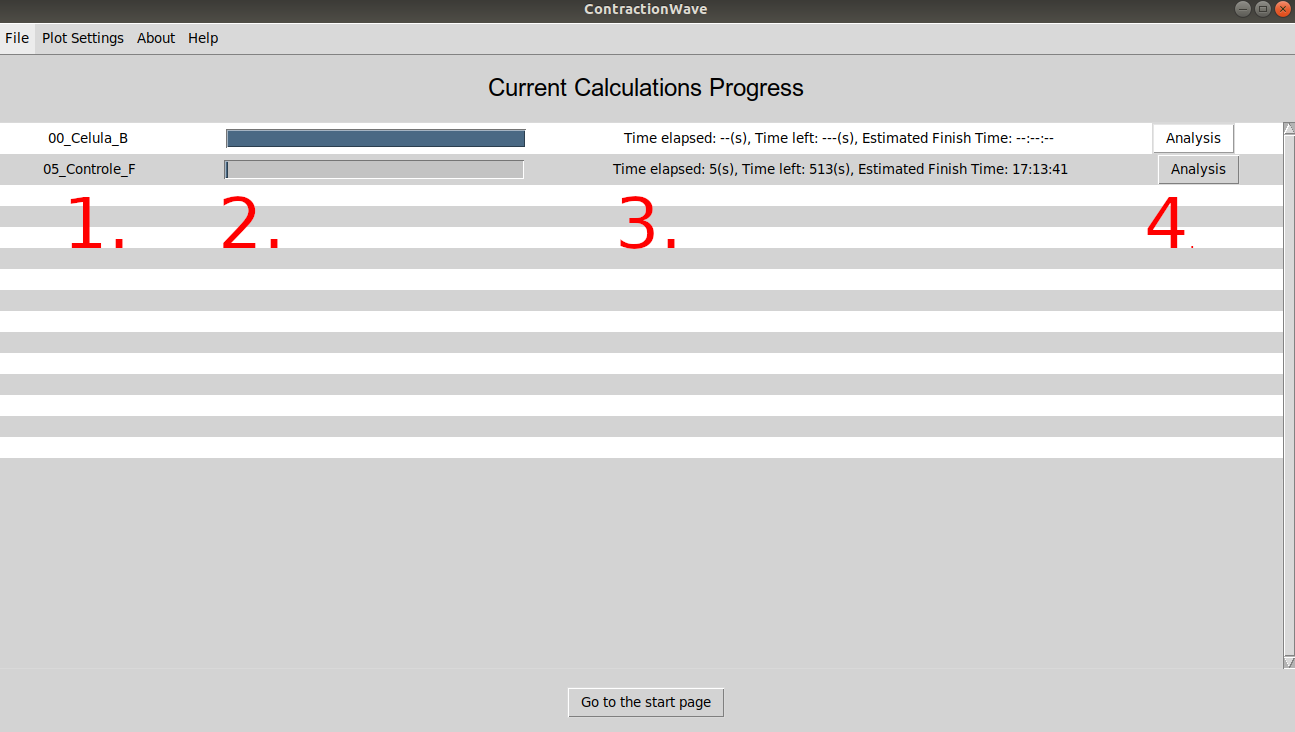 ContractionWave
File Plot Settings About Help
Current Calculations Progress
00_Celula_B Time elapsed: --(s), Time left: ---(s), Estimated Finish Time: --:--:-- Analysis
05_Controle_F Time elapsed: 5(s), Time left: 513(s), Estimated Finish Time: 17:13:41 Analysis
1. 2. 3. 4.
Go to the start page